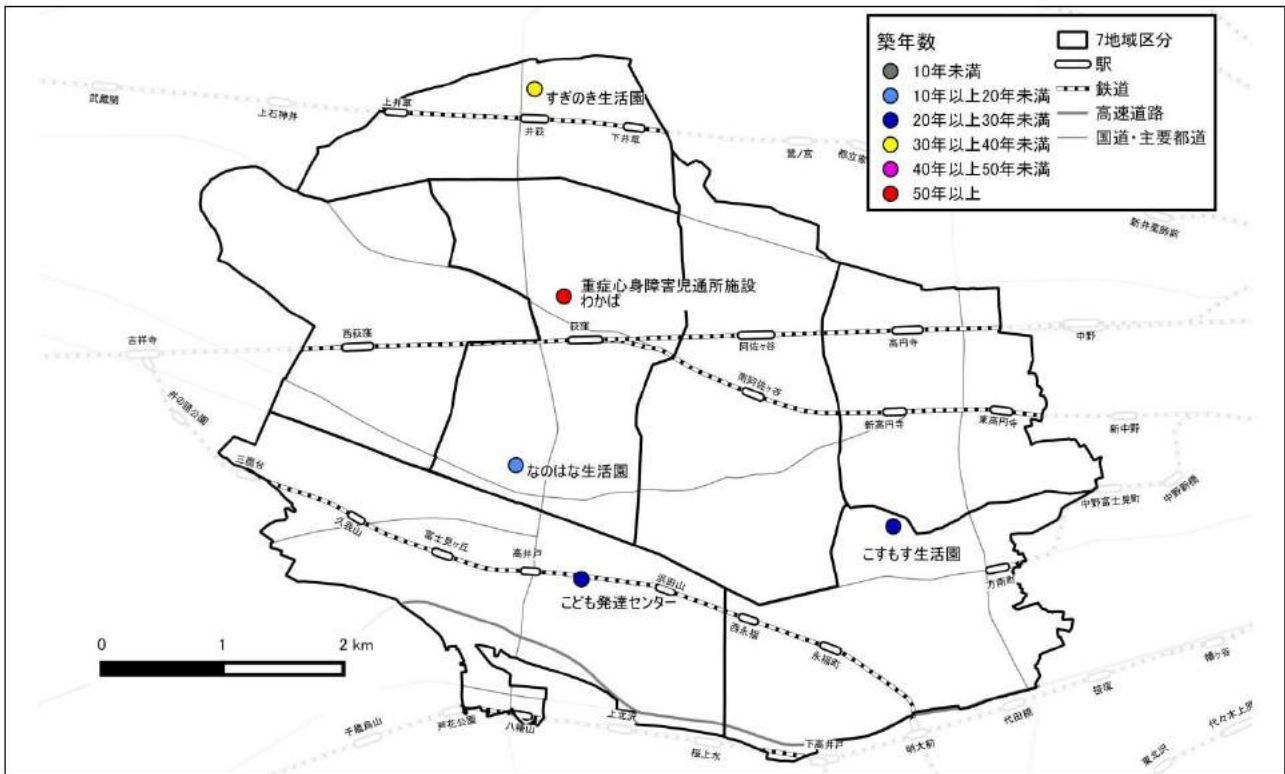 築年数
10年未満
10年以上20年未満
20年以上30年未満
30年以上40年未満
40年以上50年未満
50年以上
7地域区分
駅
鉄道
高速道路
国道・主要都道
武蔵関
上石神井
上井草
すぎのき生活園
井荻
下井草
鷺ノ宮
新井薬師前
重症心身障害児通所施設
わかば
吉祥寺
西荻窪
荻窪
阿佐ヶ谷
高円寺
中野
井の頭公園
南阿佐ヶ谷
新高円寺
東高円寺
新中野
三鷹台
なのはな生活園
中野富士見町
中野新橋
久我山
富士見ヶ丘
高井戸
こども発達センター
浜田山
こすもす生活園
方南町
西永福
永福町
0 1 2 km
千歳烏山
芦花公園
八幡山
上北沢
桜上水
下高井戸
明大前
代田橋
笹塚
幡ヶ谷
東北沢